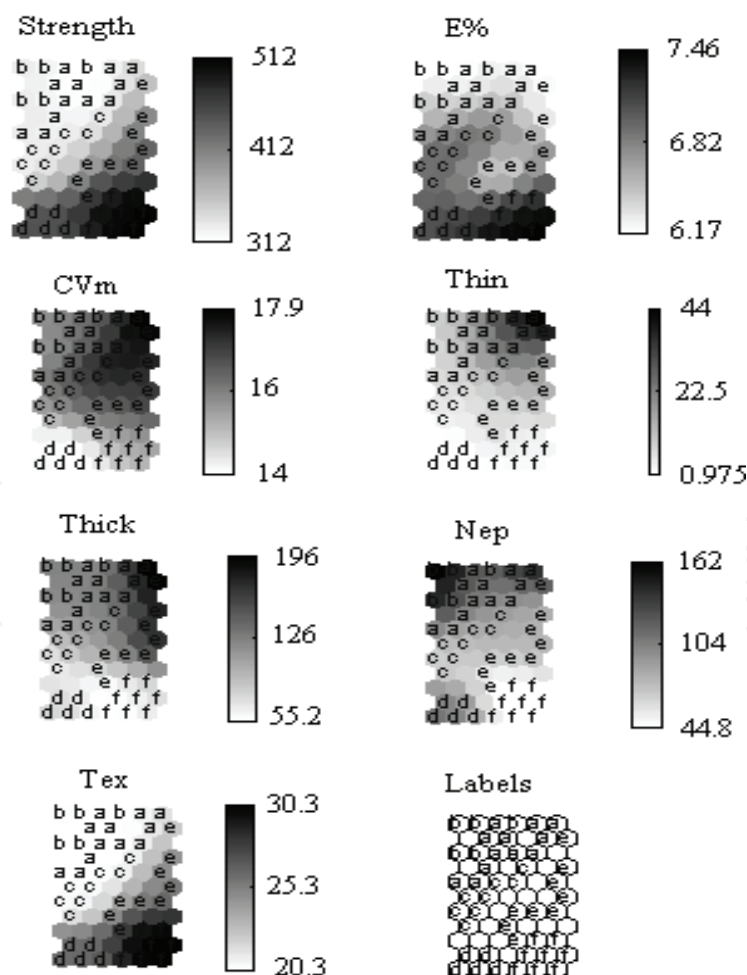 Strength
b b a b a a
a a a e
b b a a a
a c e
a a c c e
c c e
c c e e e
c e
e f f
d d f f f
d d d f f f
512
412
312
E%
b b a b a a
a a a e
b b a a a
a c e
a a c c e
c c e
c c e e e
c e
e f f
d d f f f
d d d f f f
7.46
6.82
6.17
CVm
b b a b a e
a a a e
b b a a a
a c e
a a c c e
c c e
c c e e e
c e
e f f
d d f f f
d d d f f f
17.9
16
14
Thin
b b a b a e
a a a e
b b a a a
a c e
a a c c e
c c e
c c e e e
c e
e f f
d d f f f
d d d f f f
44
22.5
0.975
Thick
b b a b a e
a a a e
b b a a a
a c e
a a c c e
c c e
c c e e e
c e
e f f
d d f f f
d d d f f f
196
126
55.2
Nep
b b a b a a
a a a e
b b a a a
a c e
a a c c e
c c e
c c e e e
c e
e f f
d d f f f
d d d f f f
162
104
44.8
Tex
b b a b a a
a a a e
b b a a a
a c e
a a c c e
c c e
c c e e e
c e
e f f
d d f f f
d d d f f f
30.3
25.3
20.3
Labels
b b a b a a
a a a e
b b a a a
a c e
a a c c e
c c e
c c e e e
c e
e f f
d d f f f
d d d f f f